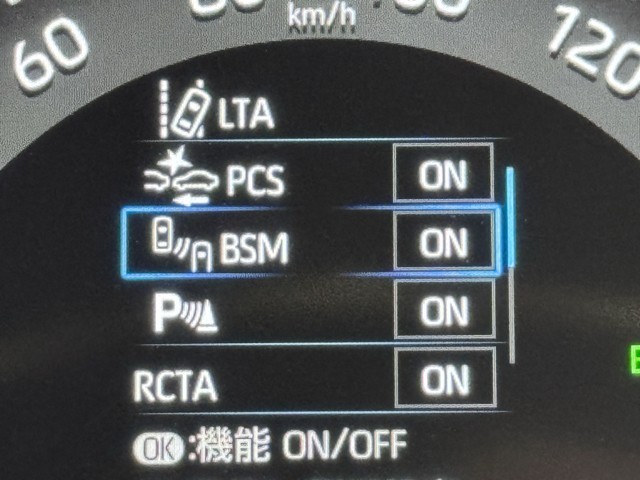 km/h
60
120
LTA
PCS ON
BSM ON
P ON
RCTA ON
OK:機能 ON/OFF